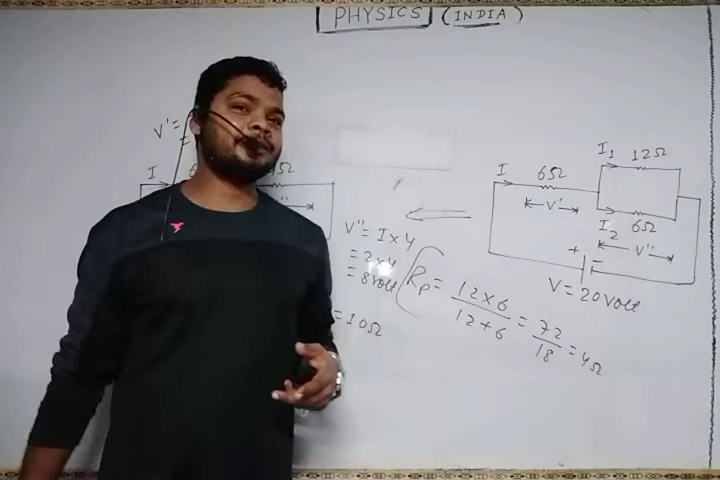 PHYSICS (INDIA)
V'=
I
Ω
"
V" = I x 4
= 2 x 4
= 8 Volt
= 10Ω
I
6Ω
V'
I1 12Ω
I2 6Ω
V"
+ -
V = 20 Volt
Rp = 12×6 / 12+6 = 72 / 18 = 4Ω